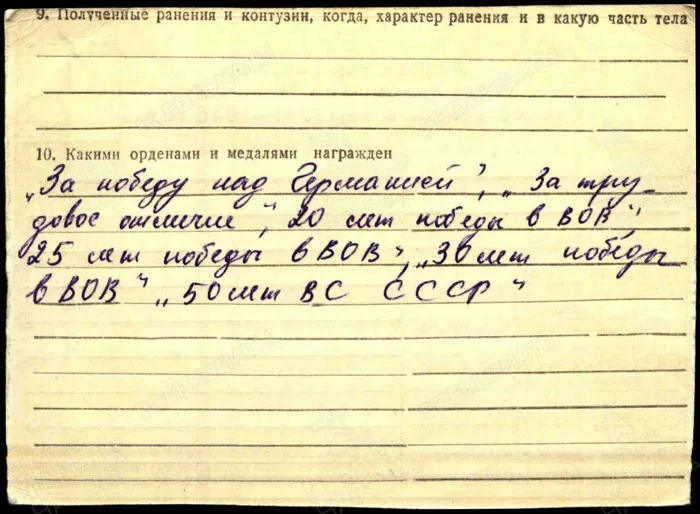 9. Полученные ранения и контузии, когда, характер ранения и в какую часть тела
10. Какими орденами и медалями награжден
„За победу над Германией“, „За тру-
довое отличие“, „20 лет победы в ВОВ“,
25 лет победы в ВОВ“, „30 лет победы
в ВОВ“ „50 лет ВС СССР“